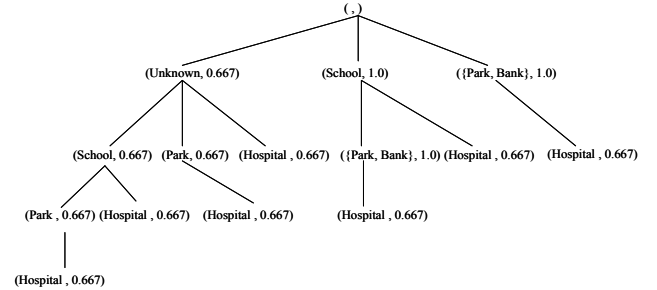 ( , )
(Unknown, 0.667) (School, 1.0) ({Park, Bank}, 1.0)
(School, 0.667) (Park, 0.667) (Hospital , 0.667) ({Park, Bank}, 1.0) (Hospital , 0.667) (Hospital , 0.667)
(Park , 0.667) (Hospital , 0.667) (Hospital , 0.667) (Hospital , 0.667)
(Hospital , 0.667)